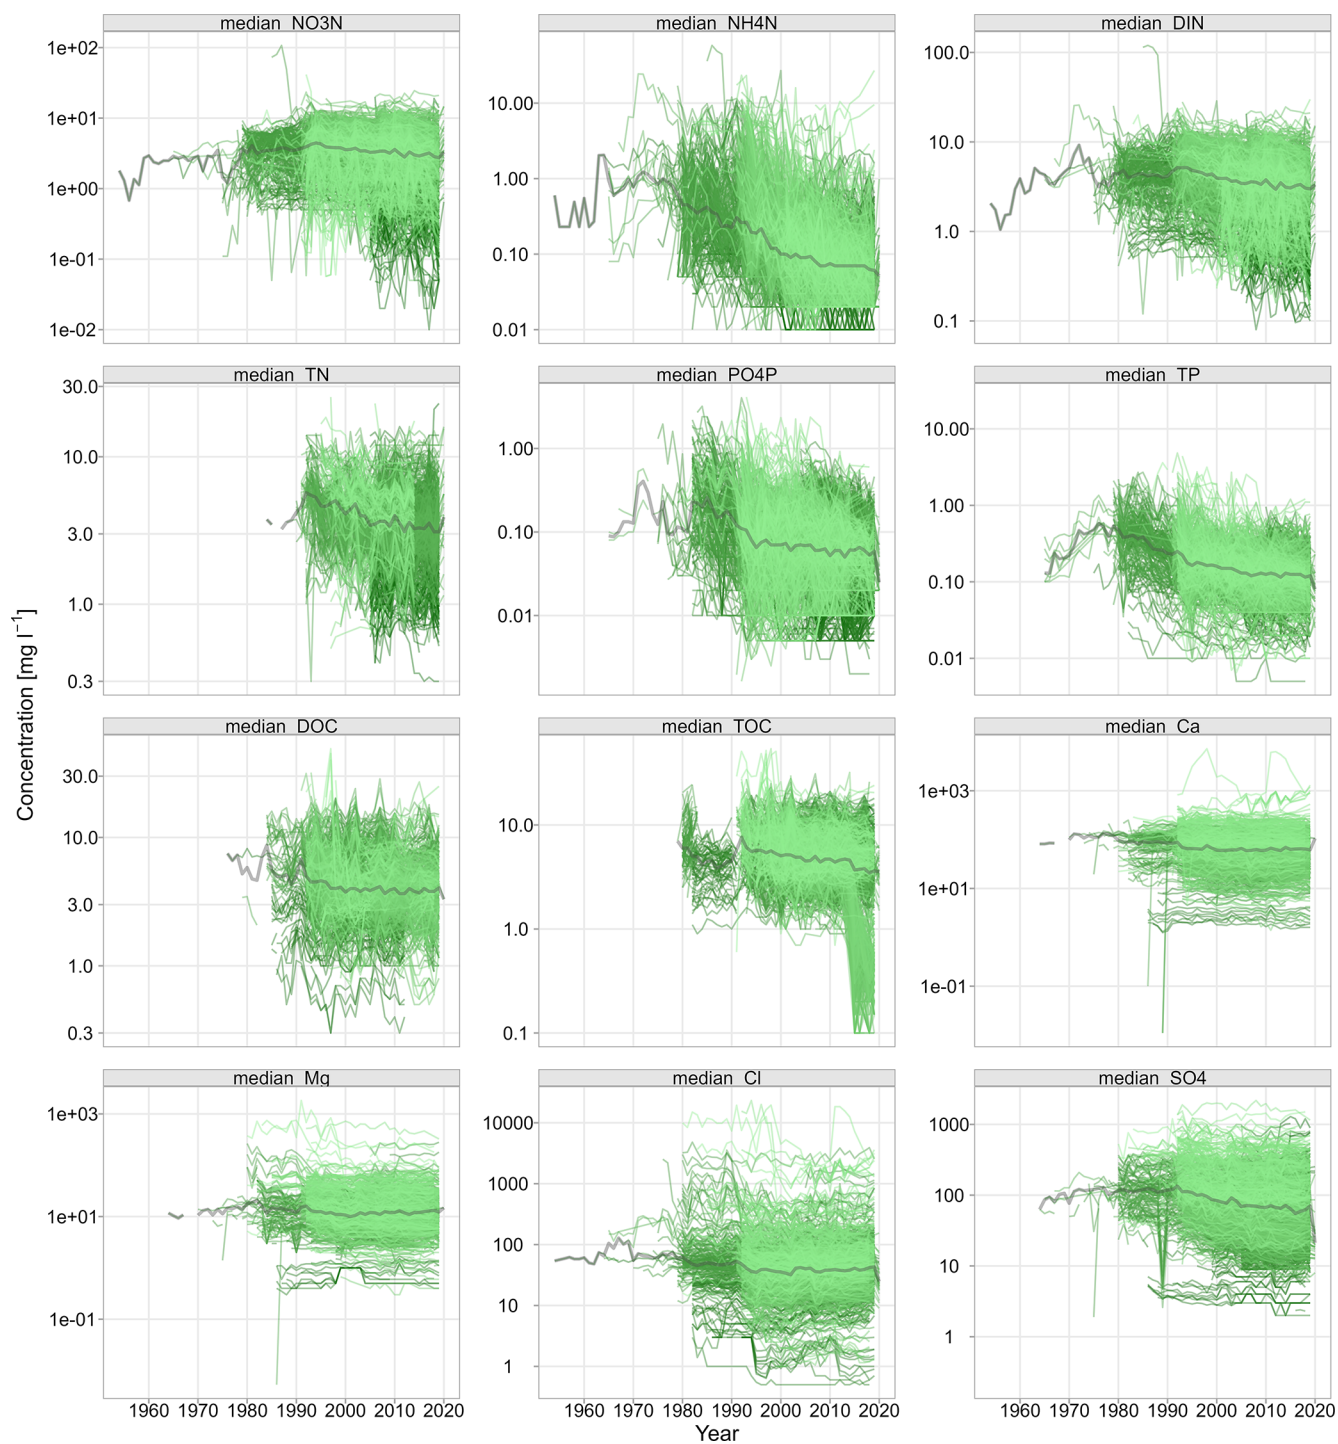 median NO3N
median NH4N
median DIN
1e+02
1e+01
1e+00
1e-01
1e-02
10.00
1.00
0.10
0.01
100.0
10.0
1.0
0.1
median TN
median PO4P
median TP
30.0
10.0
3.0
1.0
0.3
1.00
0.10
0.01
10.00
1.00
0.10
0.01
Concentration [mg l⁻¹]
median DOC
median TOC
median Ca
30.0
10.0
3.0
1.0
0.3
10.0
1.0
0.1
1e+03
1e+01
1e-01
median Mg
median Cl
median SO4
1e+03
1e+01
1e-01
10000
1000
100
10
1
1000
100
10
1
1960 1970 1980 1990 2000 2010 2020
1960 1970 1980 1990 2000 2010 2020
1960 1970 1980 1990 2000 2010 2020
Year